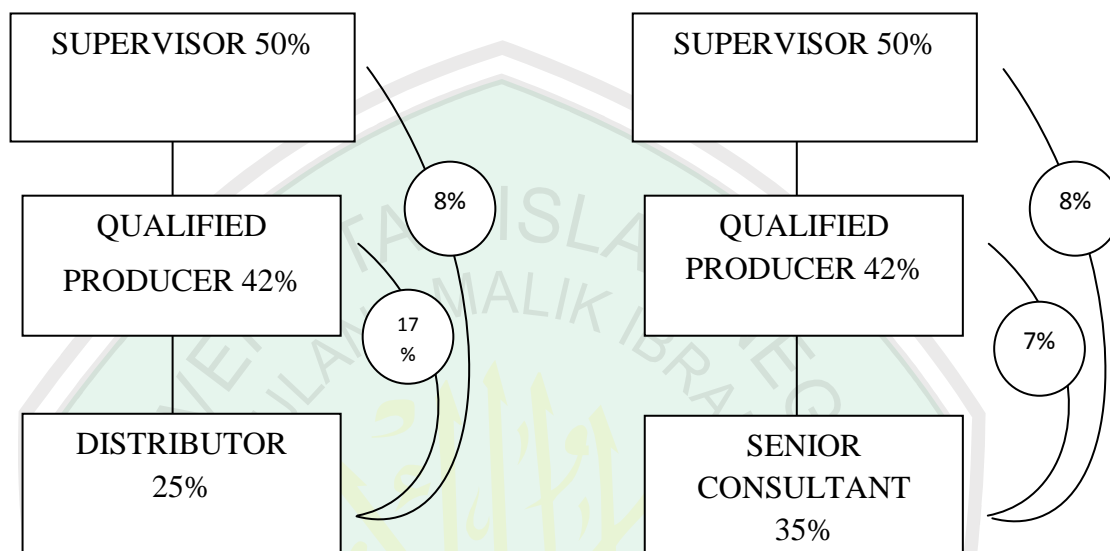 SUPERVISOR 50%
SUPERVISOR 50%
8%
8%
QUALIFIED
PRODUCER 42%
QUALIFIED
PRODUCER 42%
17
%
7%
DISTRIBUTOR
25%
SENIOR
CONSULTANT
35%